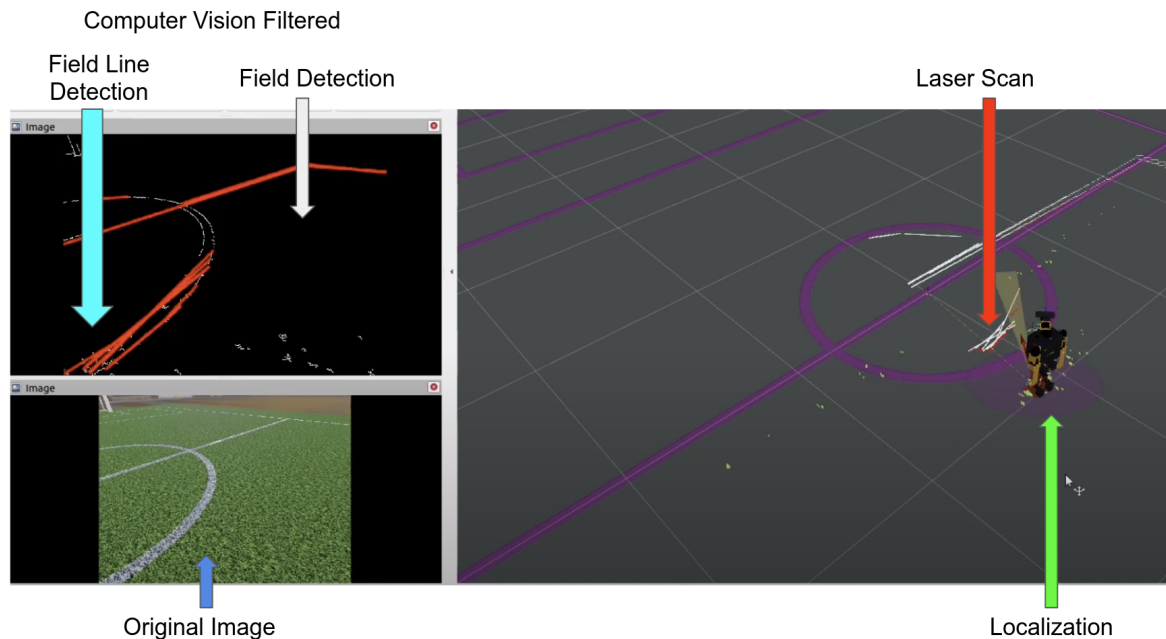 Computer Vision Filtered
Field Line
Detection
Field Detection
Laser Scan
Image
Image
Original Image
Localization